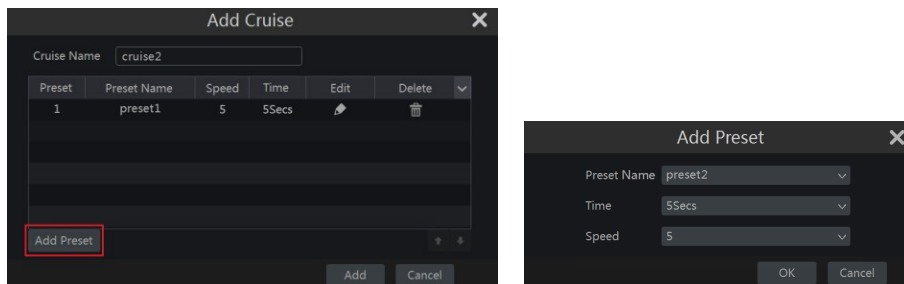 Add Cruise
Cruise Name cruise2
Preset Preset Name Speed Time Edit Delete
1 preset1 5 5Secs
Add Preset
Add Cancel
Add Preset
Preset Name preset2
Time 5Secs
Speed 5
OK Cancel